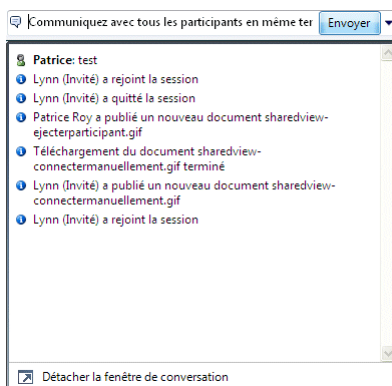 Communiquez avec tous les participants en même ter
Envoyer
Patrice: test
Lynn (Invité) a rejoint la session
Lynn (Invité) a quitté la session
Patrice Roy a publié un nouveau document sharedview-
ejecterparticipant.gif
Téléchargement du document sharedview-
connectermanuellement.gif terminé
Lynn (Invité) a publié un nouveau document sharedview-
connectermanuellement.gif
Lynn (Invité) a rejoint la session
Détacher la fenêtre de conversation